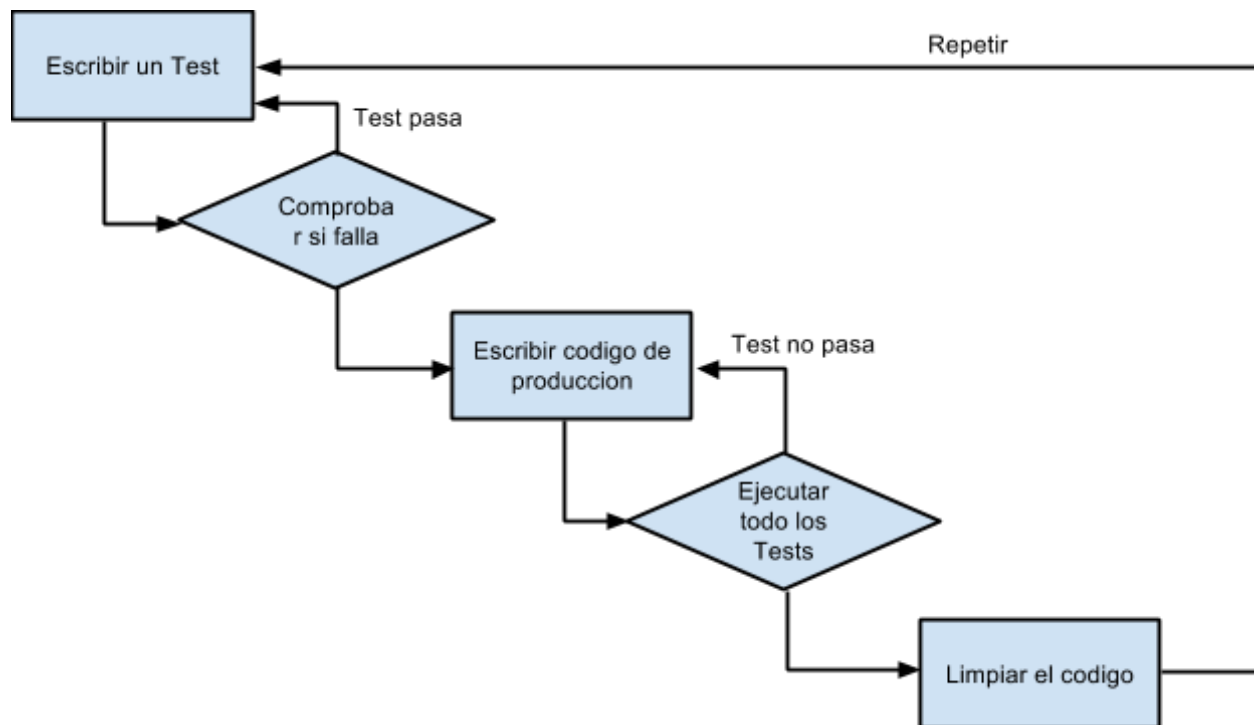 Escribir un Test
Repetir
Test pasa
Comproba
r si falla
Escribir codigo de
produccion
Test no pasa
Ejecutar
todo los
Tests
Limpiar el codigo